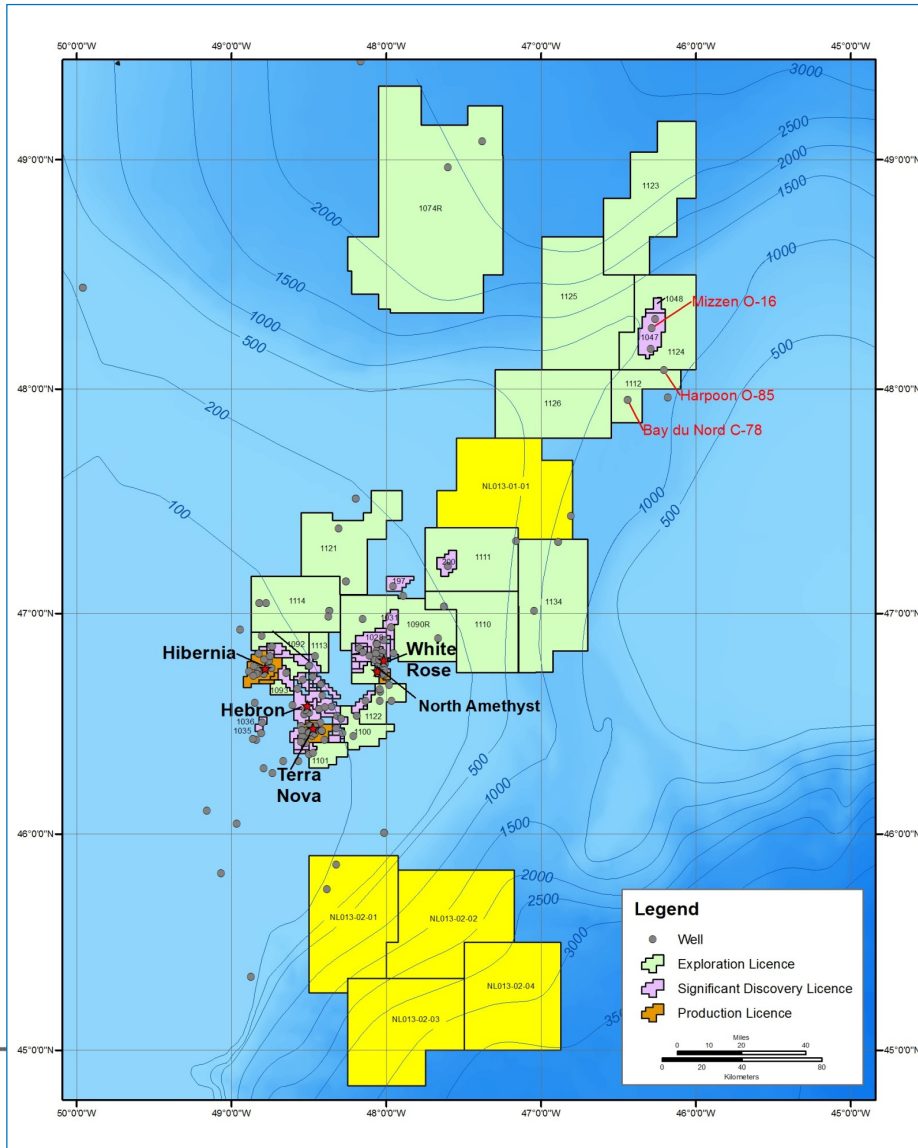 50°0'0"W
49°0'0"W
48°0'0"W
47°0'0"W
46°0'0"W
45°0'0"W
3000
2500
2000
1500
1000
500
49°0'0"N
49°0'0"N
1074R
1123
2000
1500
1000
500
200
100
1125
1048
Mizzen O-16
1047
1124
500
48°0'0"N
48°0'0"N
1126
1112
Harpoon O-85
Bay du Nord C-78
NL013-01-01
1000
500
1121
200
1111
197
1134
47°0'0"N
47°0'0"N
1114
1031
1090R
1110
1028
1092
1113
White
Rose
Hibernia
1093
North Amethyst
Hebron
1122
1036
1035
1100
1101
Terra
Nova
500
1000
1500
46°0'0"N
46°0'0"N
2000
2500
3000
NL013-02-01
NL013-02-02
NL013-02-04
NL013-02-03
45°0'0"N
45°0'0"N
Legend
Well
Exploration Licence
Significant Discovery Licence
Production Licence
Miles
0 20 40
0 20 40 80
Kilometers
50°0'0"W
49°0'0"W
48°0'0"W
47°0'0"W
46°0'0"W
45°0'0"W